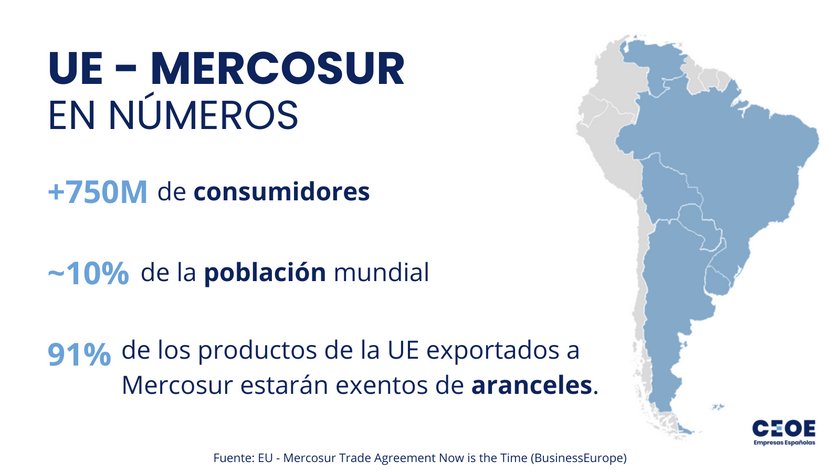 UE - MERCOSUR
EN NÚMEROS
+750M de consumidores
~10% de la población mundial
91% de los productos de la UE exportados a
Mercosur estarán exentos de aranceles.
CEOE
Empresas Españolas
Fuente: EU - Mercosur Trade Agreement Now is the Time (BusinessEurope)